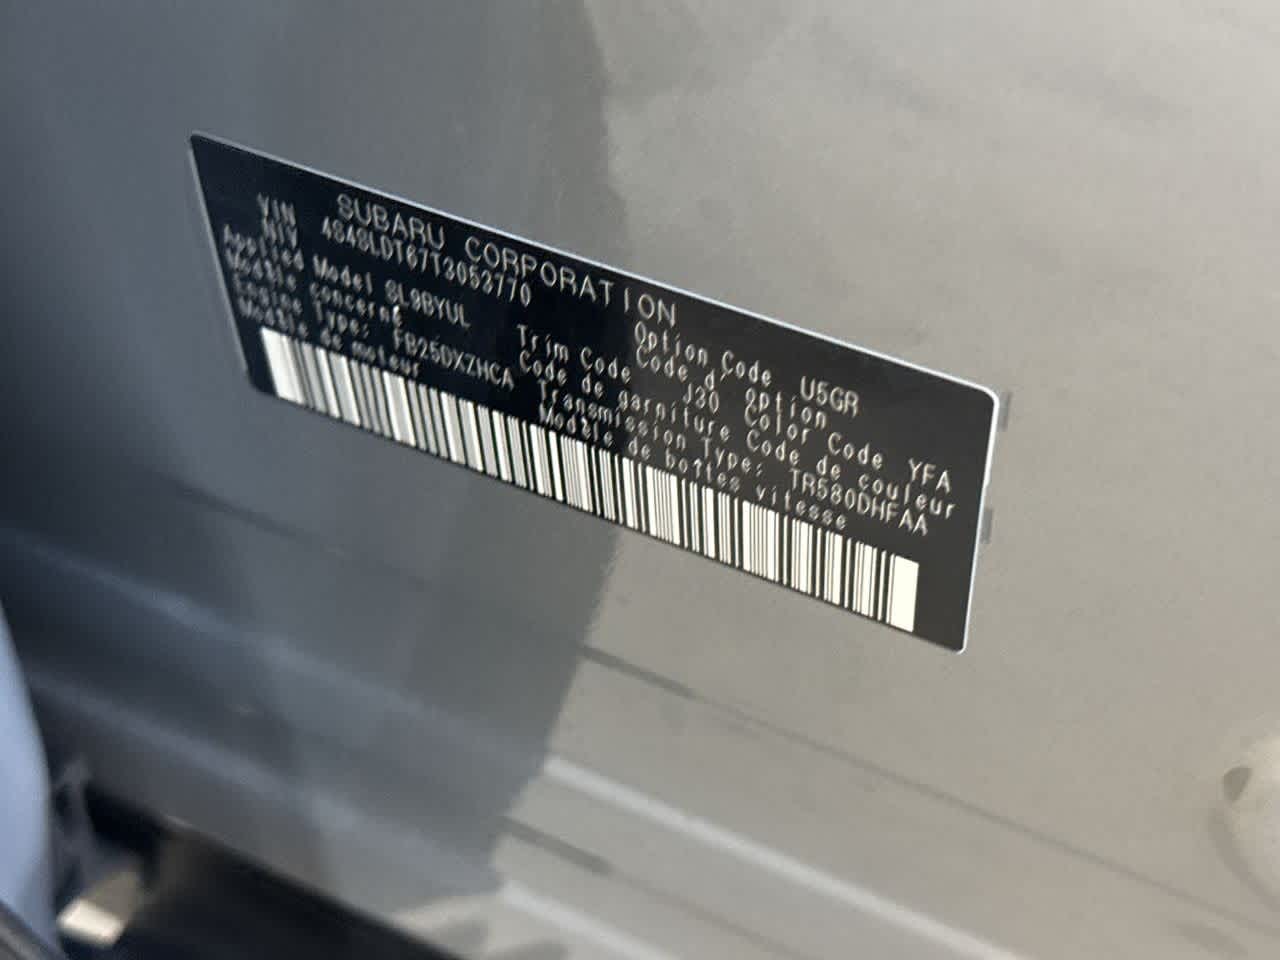 SUBARU CORPORATION
VIN 4S4SLDT67T3053770
NIV
Option Code U5GR
Code d'option
Applied Model SL9BYUL
Modèle concerné
Trim Code J30 Color Code YFA
Code de garniture Code de couleur
Engine Type: FB25DXZHCA Transmission Type: TR580DHFAA
Modèle de moteur Modèle de boîtes vitesse